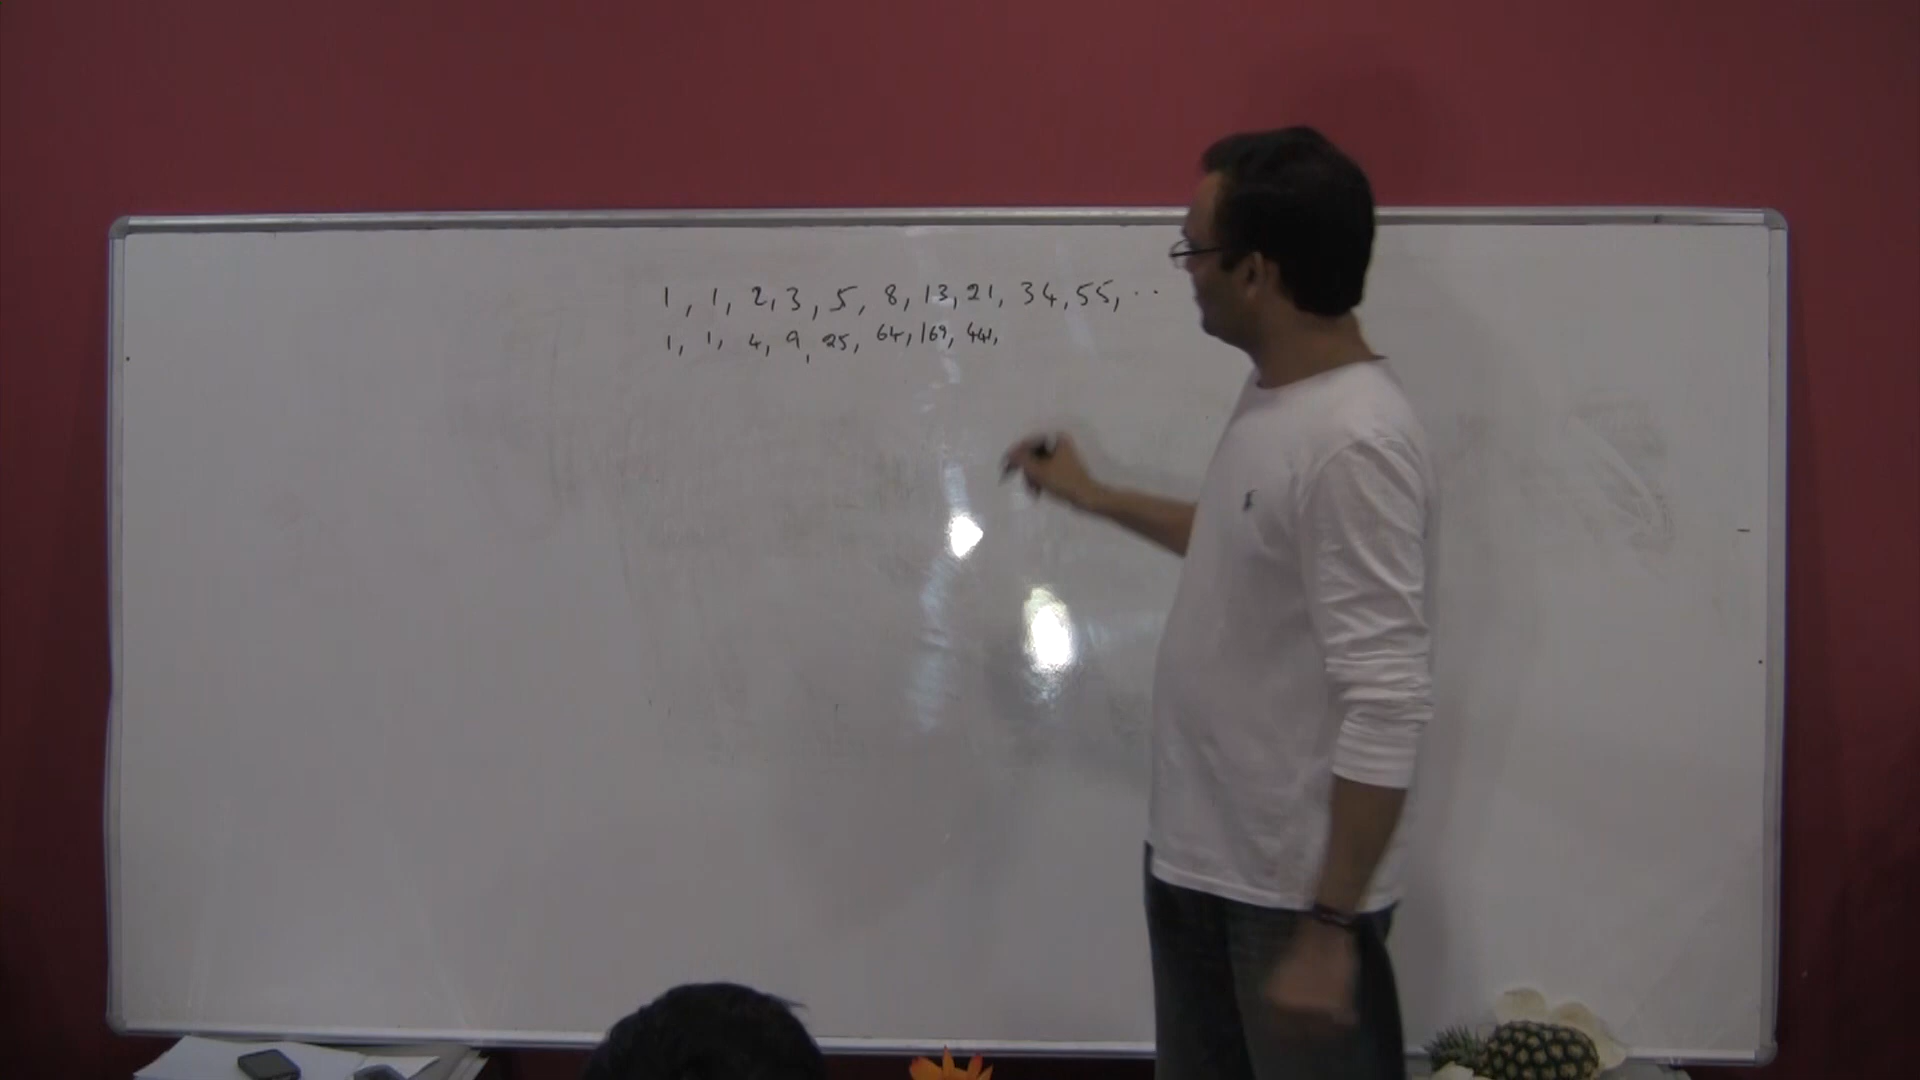 1, 1, 2, 3, 5, 8, 13, 21, 34, 55, ..
1, 1, 4, 9, 25, 64, 169, 441,